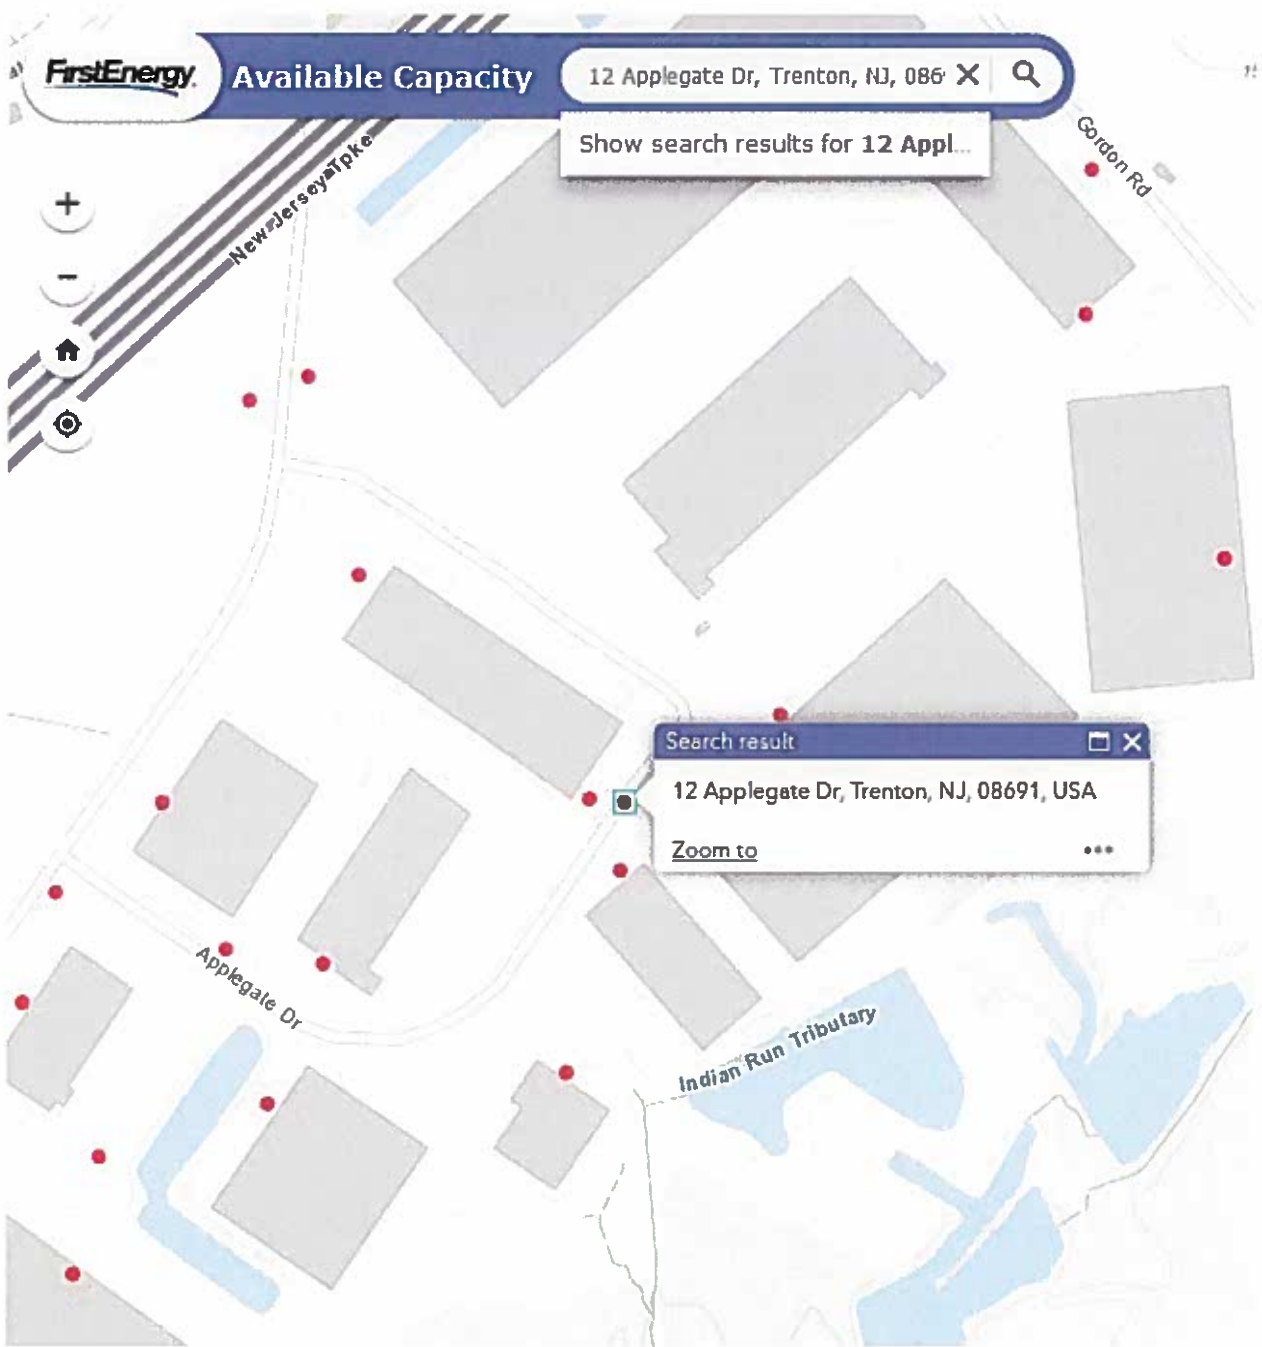 FirstEnergy.
Available Capacity
12 Applegate Dr, Trenton, NJ, 086
Show search results for 12 Appl...
Gordon Rd
New Jersey Tpke
Search result
12 Applegate Dr, Trenton, NJ, 08691, USA
Zoom to
Applegate Dr
Indian Run Tributary